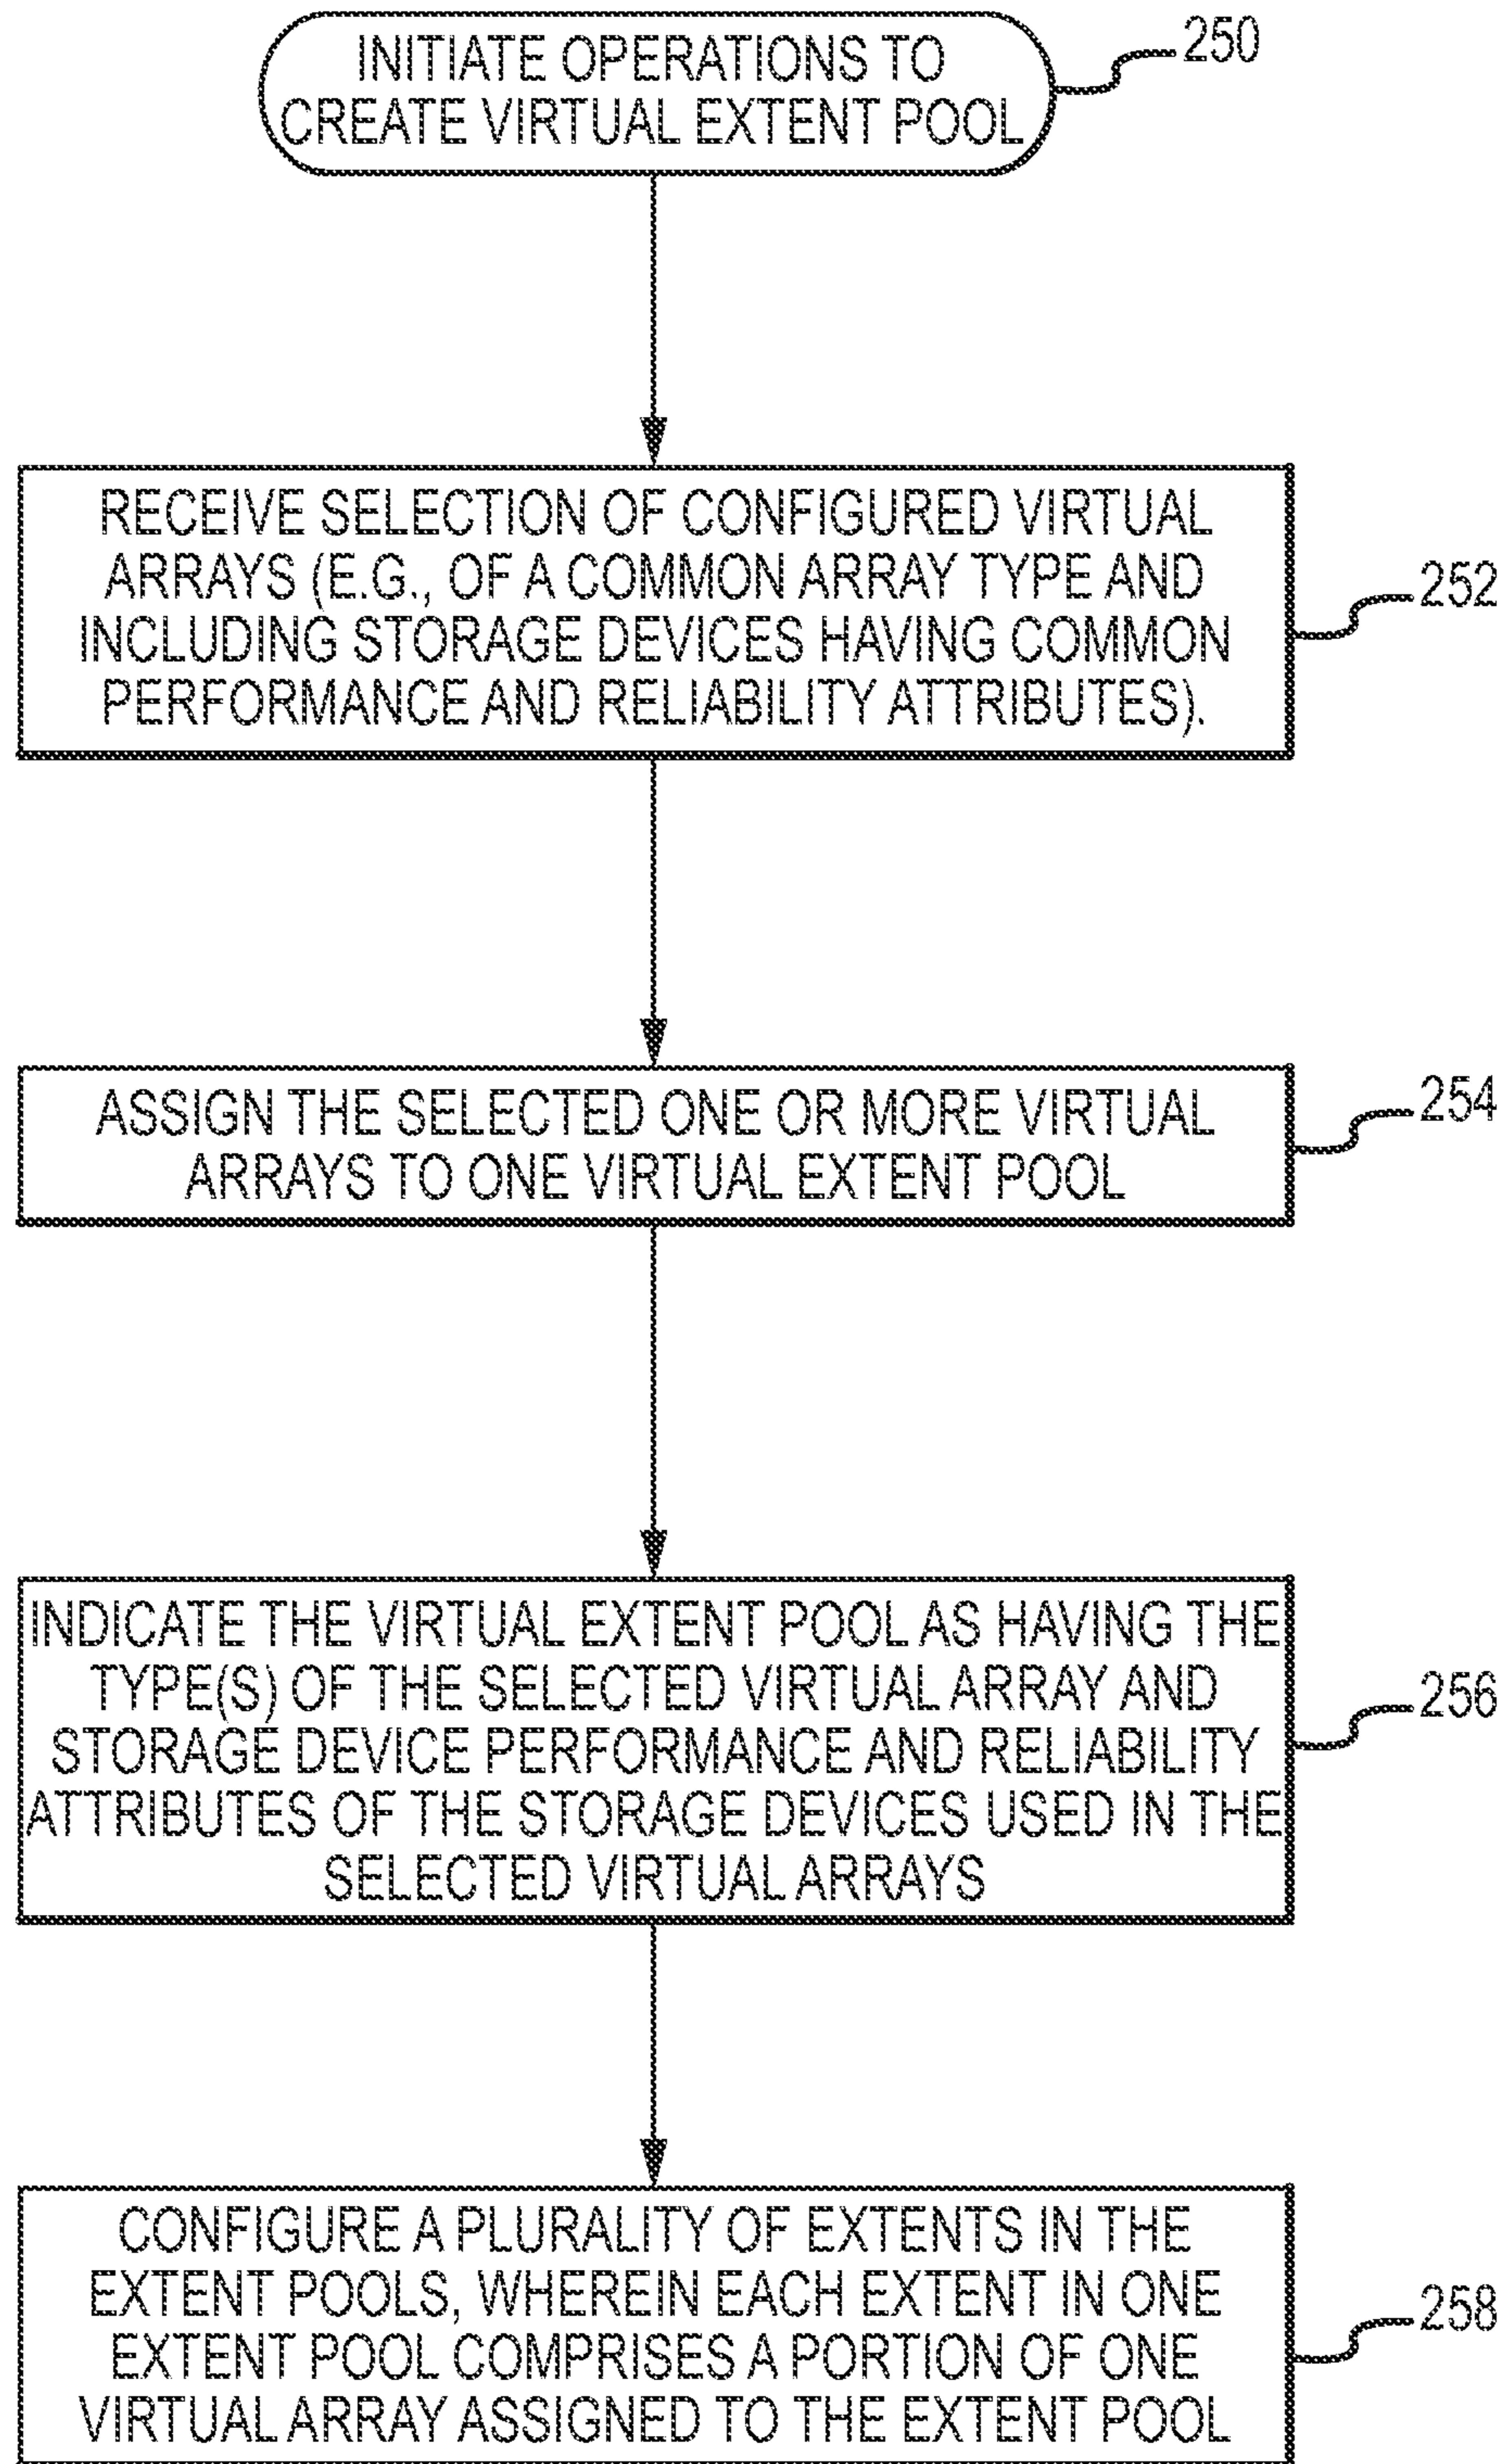 INITIATE OPERATIONS TO
CREATE VIRTUAL EXTENT POOL
250
RECEIVE SELECTION OF CONFIGURED VIRTUAL
ARRAYS (E.G., OF A COMMON ARRAY TYPE AND
INCLUDING STORAGE DEVICES HAVING COMMON
PERFORMANCE AND RELIABILITY ATTRIBUTES).
252
ASSIGN THE SELECTED ONE OR MORE VIRTUAL
ARRAYS TO ONE VIRTUAL EXTENT POOL
254
INDICATE THE VIRTUAL EXTENT POOL AS HAVING THE
TYPE(S) OF THE SELECTED VIRTUAL ARRAY AND
STORAGE DEVICE PERFORMANCE AND RELIABILITY
ATTRIBUTES OF THE STORAGE DEVICES USED IN THE
SELECTED VIRTUAL ARRAYS
256
CONFIGURE A PLURALITY OF EXTENTS IN THE
EXTENT POOLS, WHEREIN EACH EXTENT IN ONE
EXTENT POOL COMPRISES A PORTION OF ONE
VIRTUAL ARRAY ASSIGNED TO THE EXTENT POOL
258